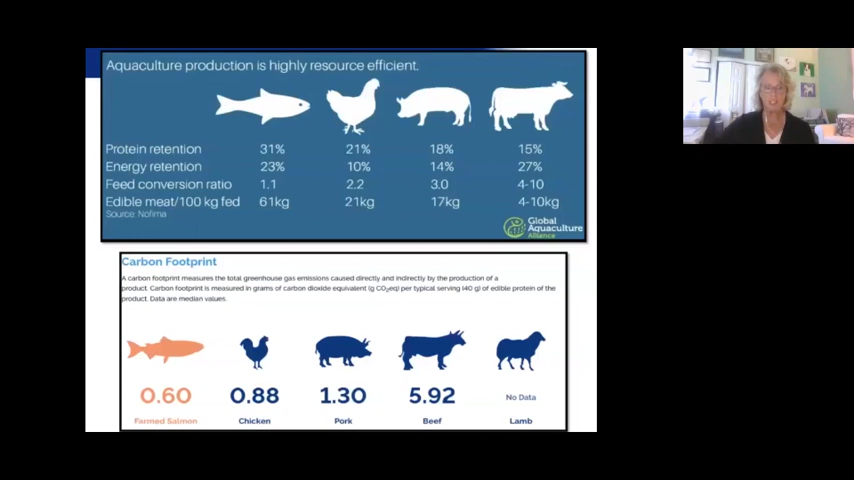 Aquaculture production is highly resource efficient.
Protein retention 31% 21% 18% 15%
Energy retention 23% 10% 14% 27%
Feed conversion ratio 1.1 2.2 3.0 4-10
Edible meat/100 kg fed 61kg 21kg 17kg 4-10kg
Source: Nofima
Global
Aquaculture
Alliance
Carbon Footprint
A carbon footprint measures the total greenhouse gas emissions caused directly and indirectly by the production of a
product. Carbon footprint is measured in grams of carbon dioxide equivalent (g CO₂eq) per typical serving (40 g) of edible protein of the
product. Data are median values.
0.60 0.88 1.30 5.92 No Data
Farmed Salmon Chicken Pork Beef Lamb